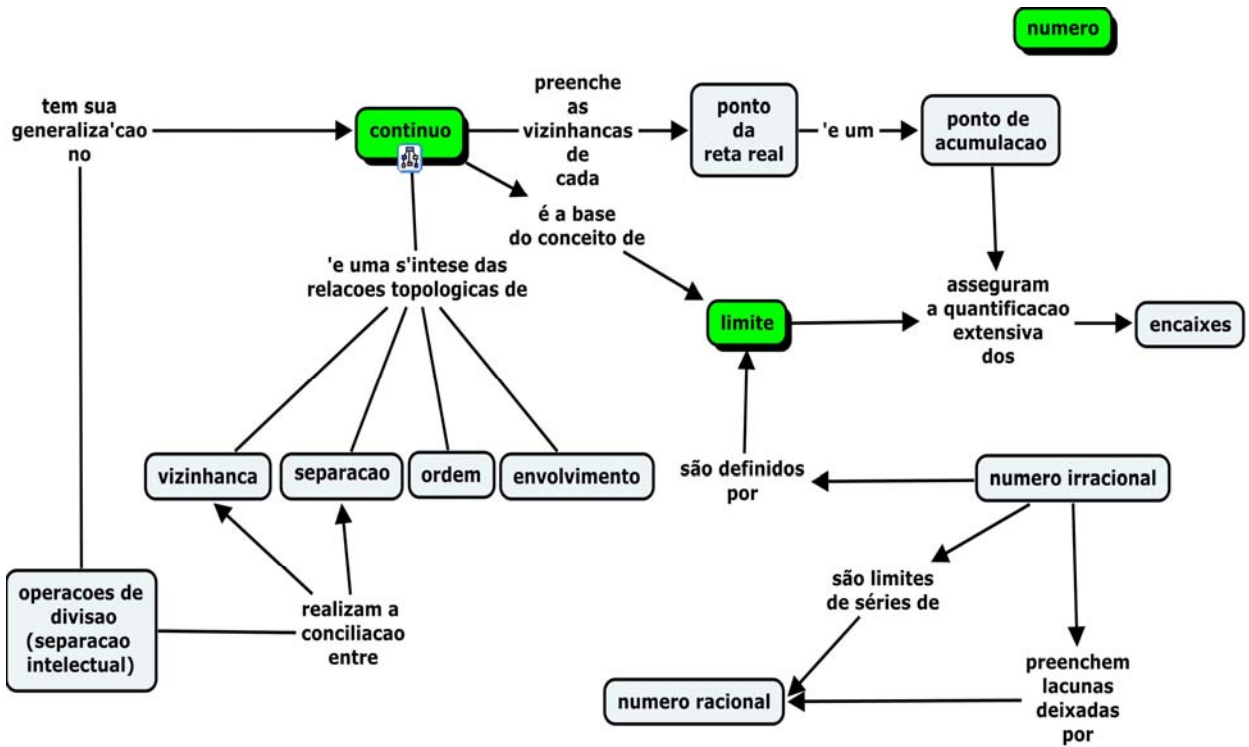 numero
tem sua
generaliza'cao
no
continuo
preenche
as
vizinhancas
de
cada
ponto
da
reta real
'e um
ponto de
acumulacao
é a base
do conceito de
'e uma s'intese das
relacoes topologicas de
limite
asseguram
a quantificacao
extensiva
dos
encaixes
vizinhanca
separacao
ordem
envolvimento
são definidos
por
numero irracional
operacoes de
divisao
(separacao
intelectual)
realizam a
conciliacao
entre
são limites
de séries de
preenchem
lacunas
deixadas
por
numero racional